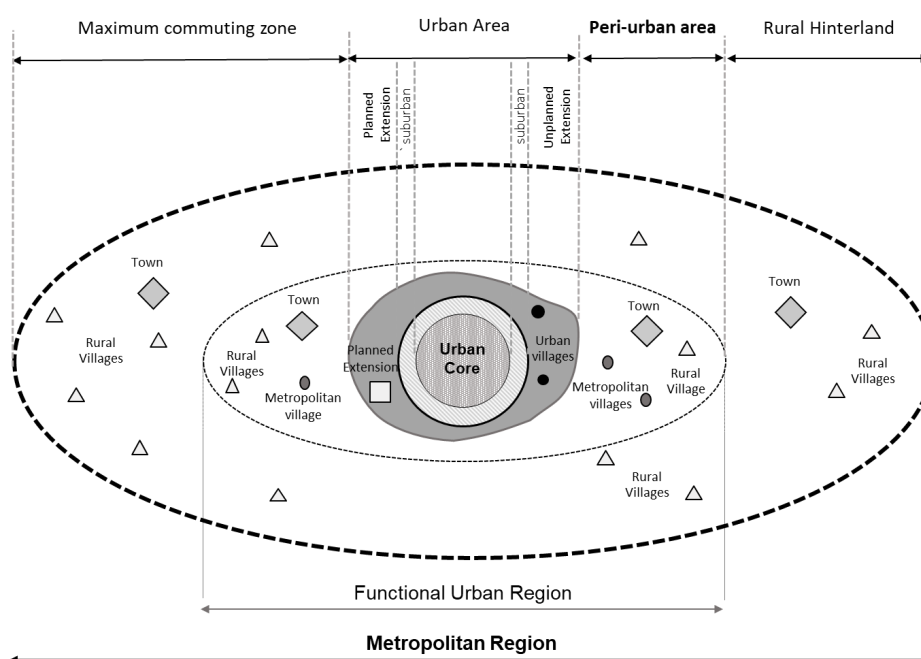 Maximum commuting zone
Urban Area
Peri-urban area
Rural Hinterland
Planned
Extension
` suburban
suburban
Unplanned
Extension
Town
Town
Town
Town
Rural
Villages
Rural
Villages
Planned
Extension
Urban
Core
Urban
villages
Metropolitan
village
Metropolitan
villages
Rural
Village
Rural
Villages
Rural
Villages
Functional Urban Region
Metropolitan Region